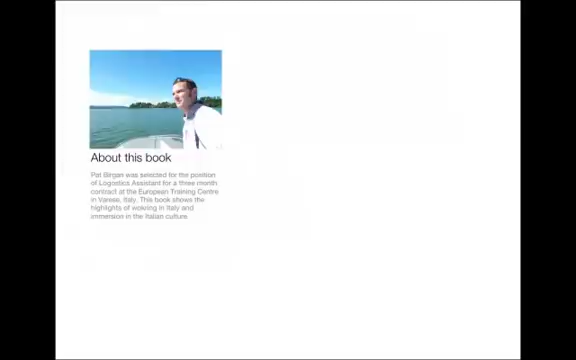 About this book
Pat Birgan was selected for the position
of Logostics Assistant for a three month
contract at the European Training Centre
in Varese, Italy. This book shows the
highlights of wokring in Italy and
immersion in the Italian culture